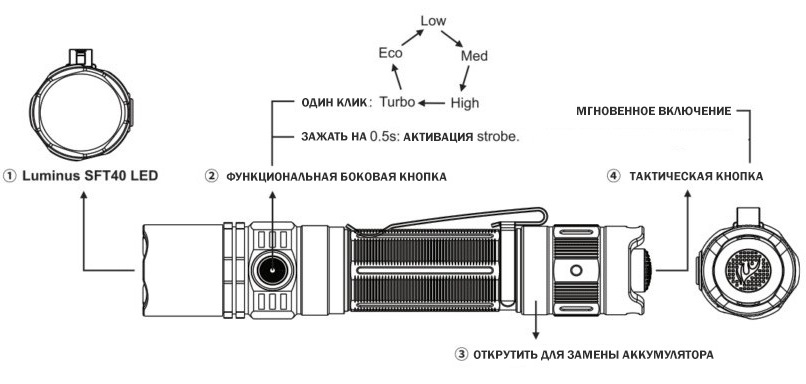 Low
Eco
Med
ОДИН КЛИК: Turbo
High
МГНОВЕННОЕ ВКЛЮЧЕНИЕ
ЗАЖАТЬ НА 0.5s: АКТИВАЦИЯ strobe.
① Luminus SFT40 LED
② ФУНКЦИОНАЛЬНАЯ БОКОВАЯ КНОПКА
④ ТАКТИЧЕСКАЯ КНОПКА
③ ОТКРУТИТЬ ДЛЯ ЗАМЕНЫ АККУМУЛЯТОРА